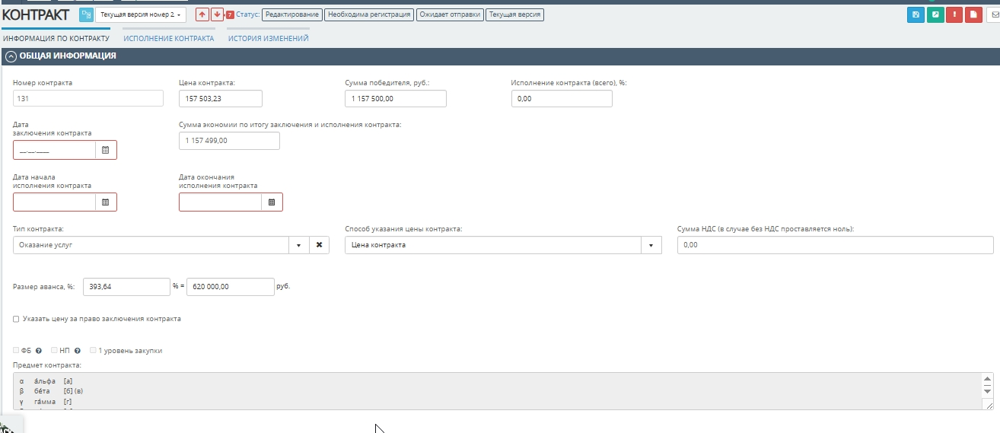 КОНТРАКТ Текущая версия номер 2 7 Статус: Редактирование Необходима регистрация Ожидает отправки Текущая версия
ИНФОРМАЦИЯ ПО КОНТРАКТУ ИСПОЛНЕНИЕ КОНТРАКТА ИСТОРИЯ ИЗМЕНЕНИЙ
ОБЩАЯ ИНФОРМАЦИЯ
Номер контракта Цена контракта: Сумма победителя, руб.: Исполнение контракта (всего), %:
131 157 503,23 1 157 500,00 0,00
Дата
заключения контракта Сумма экономии по итогу заключения и исполнения контракта:
__.__.____ 1 157 499,00
Дата начала Дата окончания
исполнения контракта исполнения контракта
Тип контракта: Способ указания цены контракта: Сумма НДС (в случае без НДС проставляется ноль):
Оказание услуг Цена контракта 0,00
Размер аванса, %: 393,64 % = 620 000,00 руб.
Указать цену за право заключения контракта
ФБ ? НП ? 1 уровень закупки
Предмет контракта:
α а́льфа [а]
β бе́та [б] (в)
γ га́мма [г]